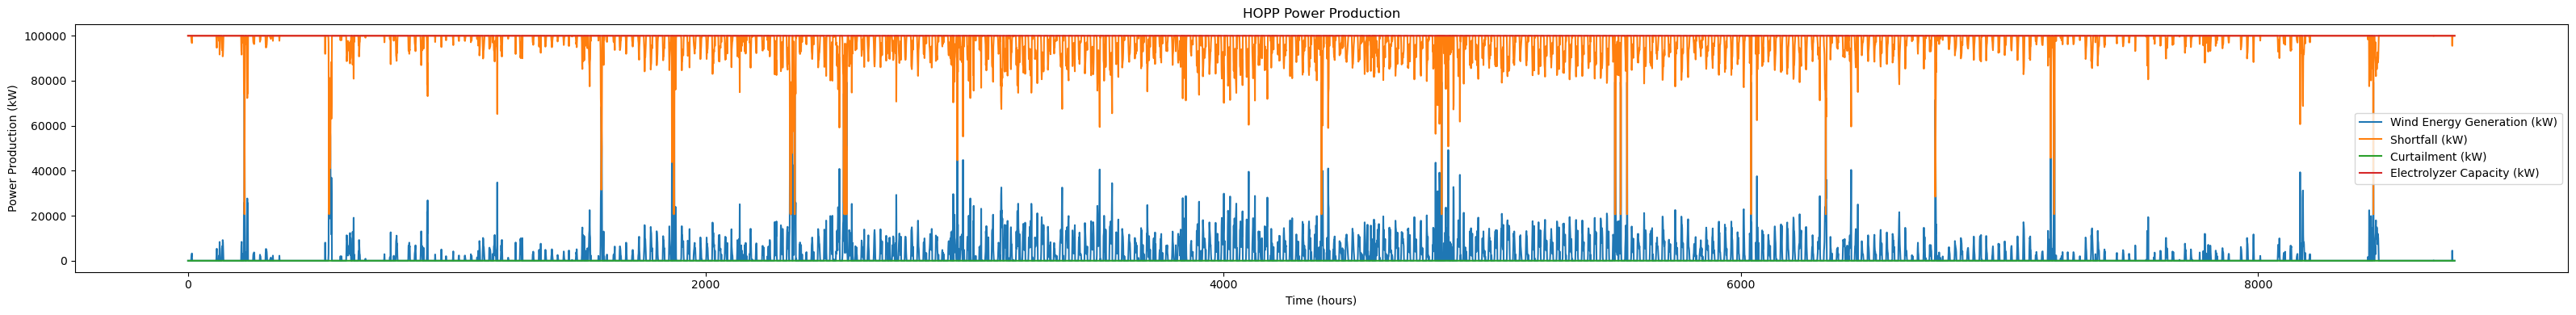 HOPP Power Production
100000
80000
60000
40000
20000
0
Power Production (kW)
Wind Energy Generation (kW)
Shortfall (kW)
Curtailment (kW)
Electrolyzer Capacity (kW)
0 2000 4000 6000 8000
Time (hours)